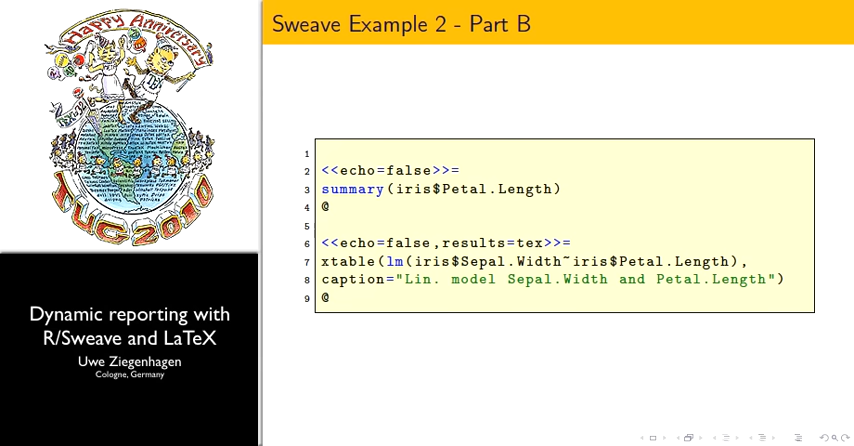 Happy Anniversary
TUG 2010
Dynamic reporting with
R/Sweave and LaTeX
Uwe Ziegenhagen
Cologne, Germany
Sweave Example 2 - Part B
1
2 <<echo=false>>=
3 summary(iris$Petal.Length)
4 @
5
6 <<echo=false,results=tex>>=
7 xtable(lm(iris$Sepal.Width~iris$Petal.Length),
8 caption="Lin. model Sepal.Width and Petal.Length")
9 @